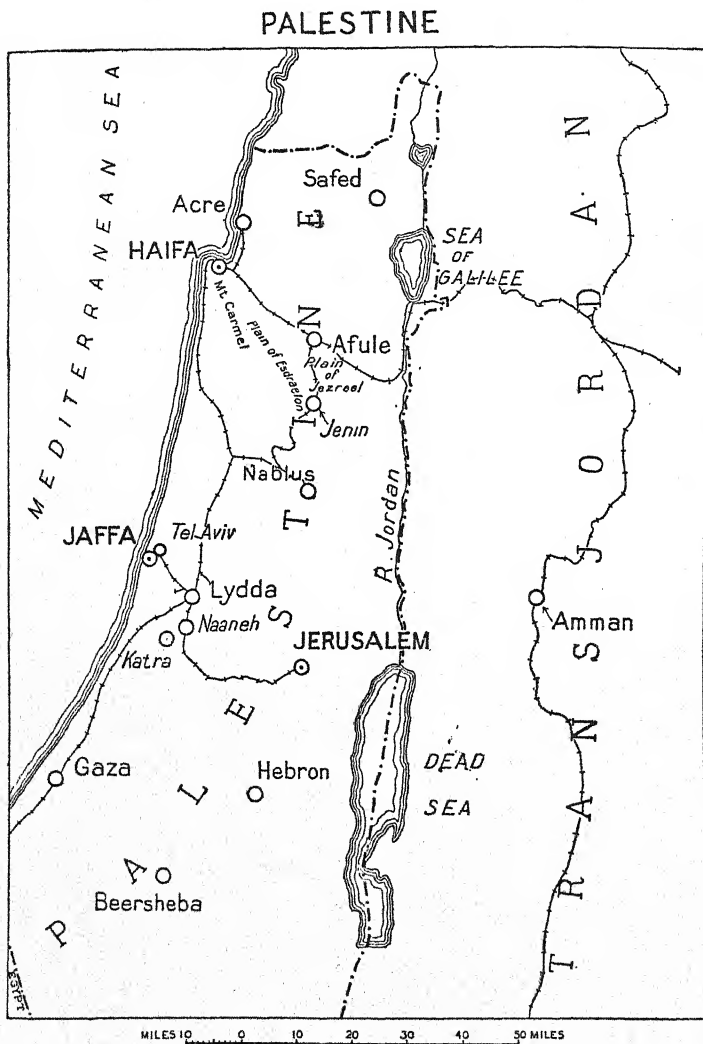 PALESTINE
MEDITERRANEAN SEA
Safed
Acre
HAIFA
SEA
OF
GALILEE
Mt Carmel
Plain of Esdraelon
Afule
Plain
of
Jezreel
Jenin
Nablus
R. Jordan
JAFFA
Tel Aviv
Lydda
Naaneh
Katra
JERUSALEM
Amman
Gaza
Hebron
DEAD
SEA
Beersheba
PALESTINE
TRANSJORDAN
EGYPT
MILES 10 0 10 20 30 40 50 MILES